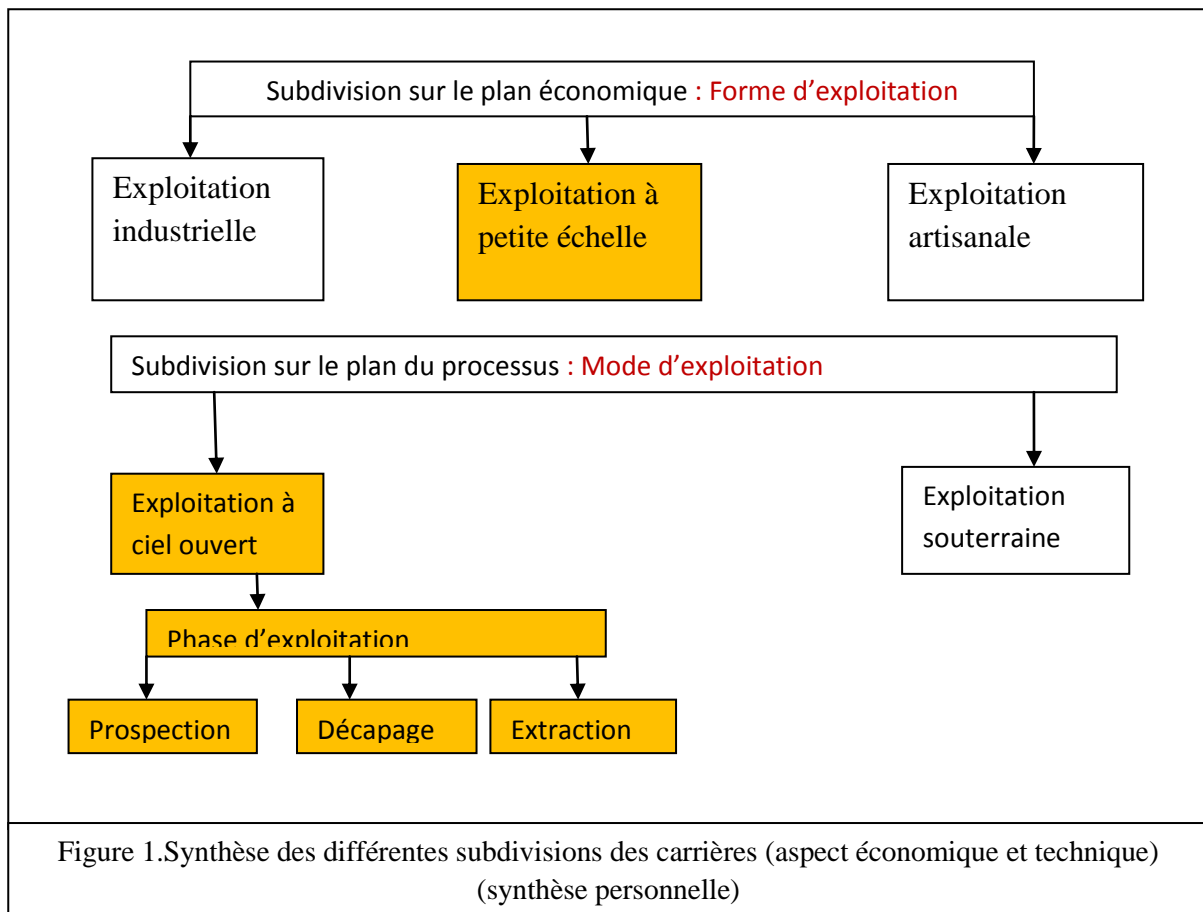 Subdivision sur le plan économique : Forme d’exploitation
Exploitation
industrielle
Exploitation à
petite échelle
Exploitation
artisanale
Subdivision sur le plan du processus : Mode d’exploitation
Exploitation à
ciel ouvert
Exploitation
souterraine
Phase d’exploitation
Prospection
Décapage
Extraction
Figure 1.Synthèse des différentes subdivisions des carrières (aspect économique et technique)
(synthèse personnelle)